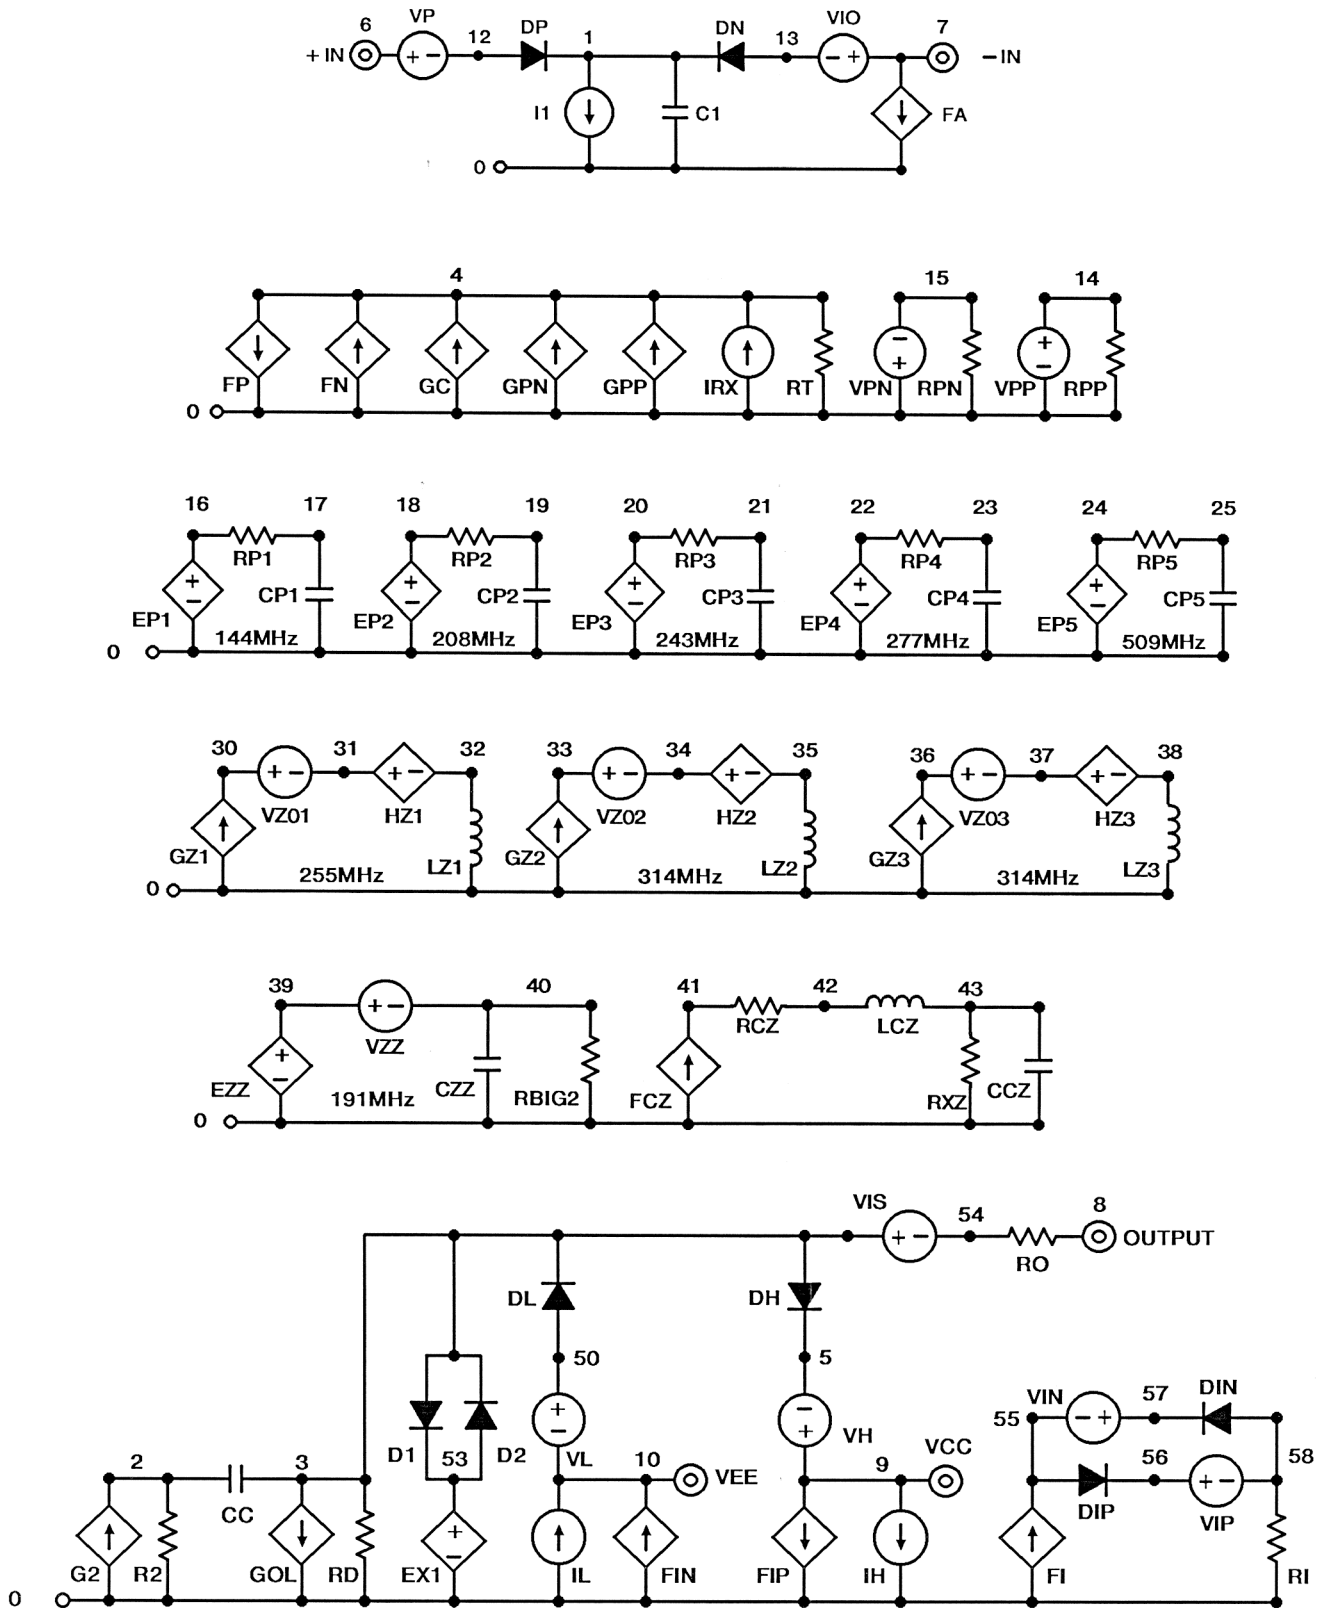 6 VP 12 DP 1 DN 13 VIO 7
+ IN + - - + - IN
I1 C1 FA
0
4 15 14
- + + -
FP FN GC GPN GPP IRX RT VPN RPN VPP RPP
0
16 17 18 19 20 21 22 23 24 25
RP1 RP2 RP3 RP4 RP5
+ - + - + - + - + -
CP1 CP2 CP3 CP4 CP5
EP1 EP2 EP3 EP4 EP5
144MHz 208MHz 243MHz 277MHz 509MHz
0
30 31 32 33 34 35 36 37 38
+ - + - + - + - + - + -
VZ01 HZ1 VZ02 HZ2 VZ03 HZ3
GZ1 LZ1 GZ2 LZ2 GZ3 LZ3
255MHz 314MHz 314MHz
0
39 40 41 42 43
+ -
VZZ RCZ LCZ
+ -
EZZ 191MHz CZZ RBIG2 FCZ RXZ CCZ
0
VIS 54 8
+ - OUTPUT
RO
DL DH
50 5
VIN 57 DIN
55 - +
+ - - +
D1 53 D2 VL 10 VEE VH 9 VCC 56 58
+ -
2 3 DIP VIP
CC
+ -
G2 R2 GOL RD EX1 IL FIN FIP IH FI RI
0